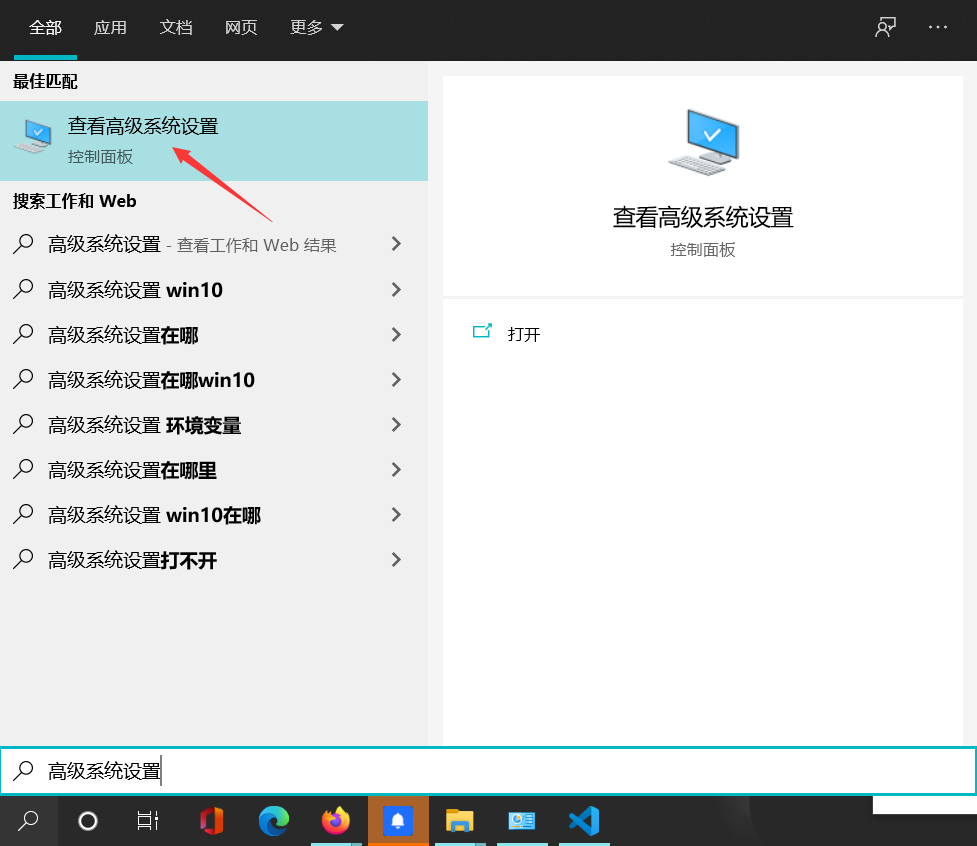 全部 应用 文档 网页 更多
最佳匹配
查看高级系统设置
控制面板
搜索工作和 Web
高级系统设置 - 查看工作和 Web 结果
高级系统设置 win10
高级系统设置在哪
高级系统设置在哪win10
高级系统设置 环境变量
高级系统设置在哪里
高级系统设置 win10在哪
高级系统设置打不开
查看高级系统设置
控制面板
打开
高级系统设置